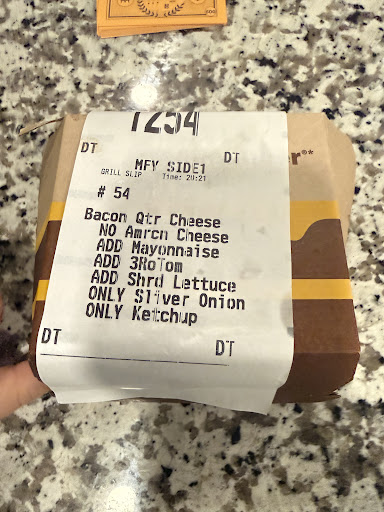 1254
DT DT
MFY SIDE1
GRILL SLIP Time: 20:21
# 54
Bacon Qtr Cheese
NO Amrcn Cheese
ADD Mayonnaise
ADD 3RoTom
ADD Shrd Lettuce
ONLY Sliver Onion
ONLY Ketchup
DT DT